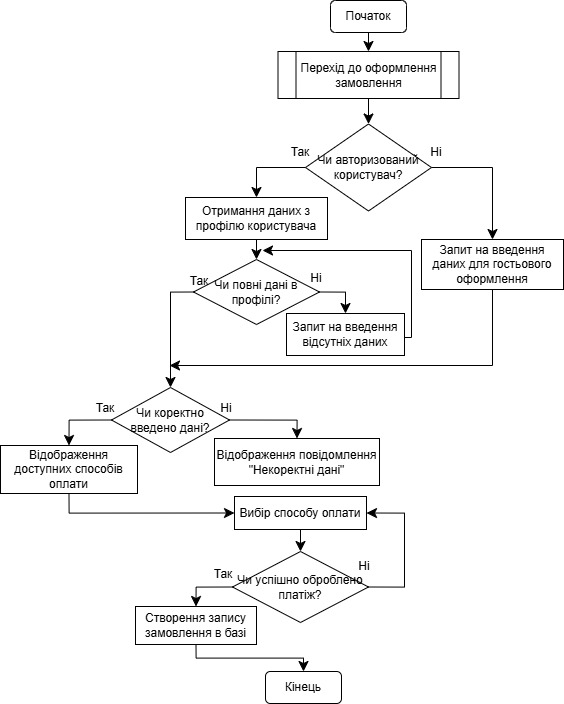 Початок
Перехід до оформлення
замовлення
Так
Ні
Чи авторизований
користувач?
Отримання даних з
профілю користувача
Запит на введення
даних для гостьового
оформлення
Так
Ні
Чи повні дані в
профілі?
Запит на введення
відсутніх даних
Так
Ні
Чи коректно
введено дані?
Відображення
доступних способів
оплати
Відображення повідомлення
"Некоректні дані"
Вибір способу оплати
Так
Ні
Чи успішно оброблено
платіж?
Створення запису
замовлення в базі
Кінець